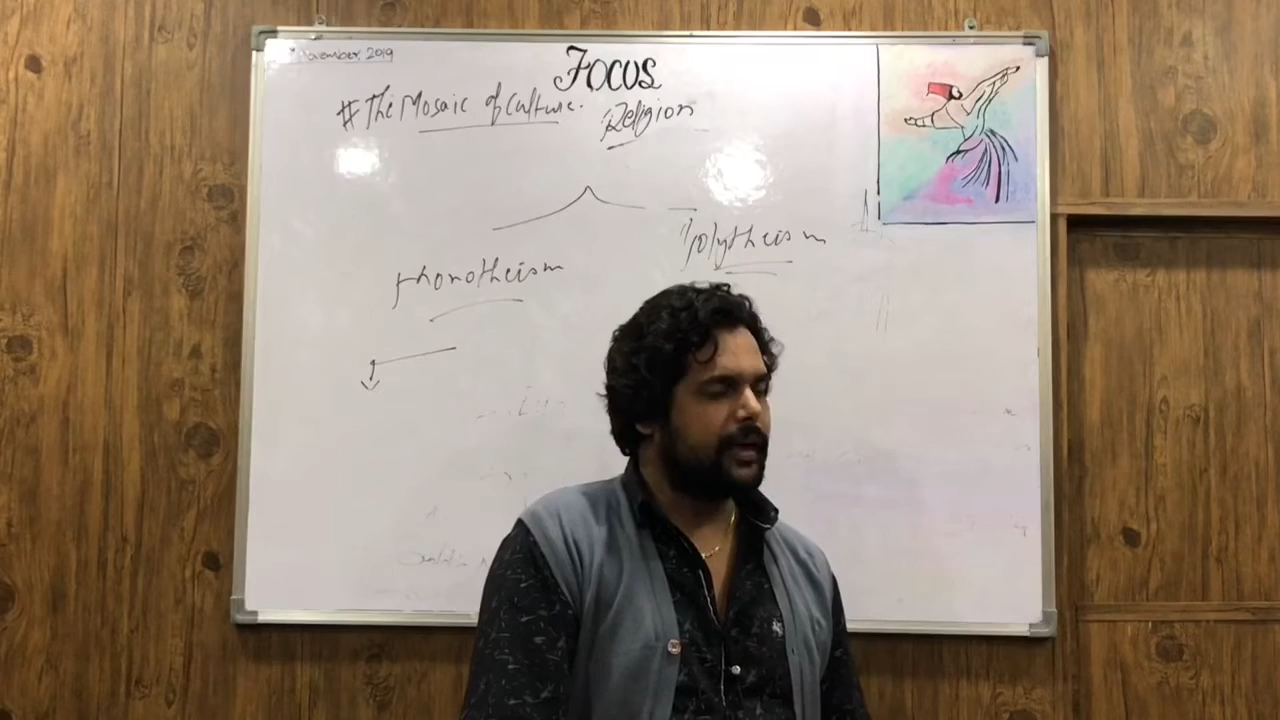 November, 2019
FOCUS
# The Mosaic of Culture.
Religion
Monotheism
Polytheism